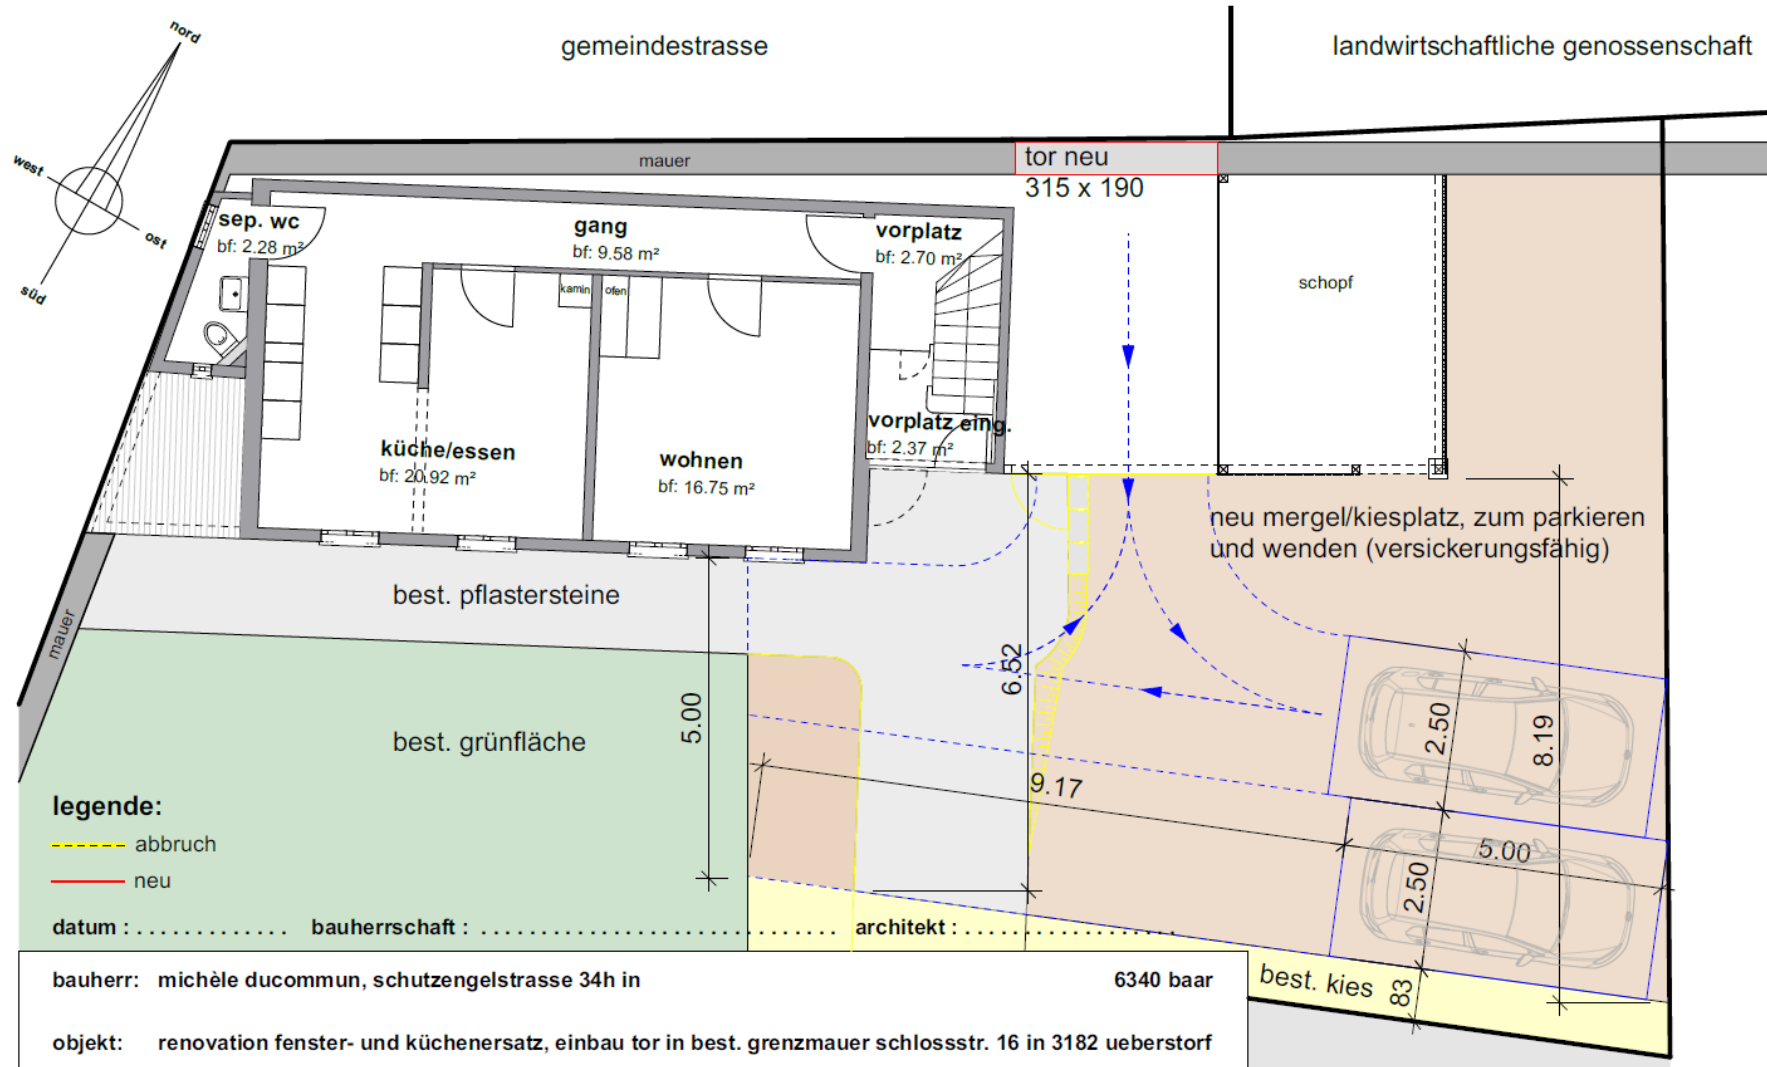 nord
gemeindestrasse
landwirtschaftliche genossenschaft
west
ost
süd
mauer
tor neu
315 x 190
sep. wc
bf: 2.28 m²
gang
bf: 9.58 m²
vorplatz
bf: 2.70 m²
schopf
kamin
ofen
vorplatz eing.
bf: 2.37 m²
küche/essen
bf: 20.92 m²
wohnen
bf: 16.75 m²
neu mergel/kiesplatz, zum parkieren
und wenden (versickerungsfähig)
best. pflastersteine
mauer
6.52
5.00
best. grünfläche
2.50
8.19
9.17
5.00
2.50
legende:
abbruch
neu
datum : . . . . . . . . . . . . . bauherrschaft : . . . . . . . . . . . . . . . . . . . . . . . . . . . . . . architekt : . . . . . . . . . . . . . . . . . .
best. kies
83
bauherr: michèle ducommun, schutzengelstrasse 34h in 6340 baar
objekt: renovation fenster- und küchenersatz, einbau tor in best. grenzmauer schlossstr. 16 in 3182 ueberstorf